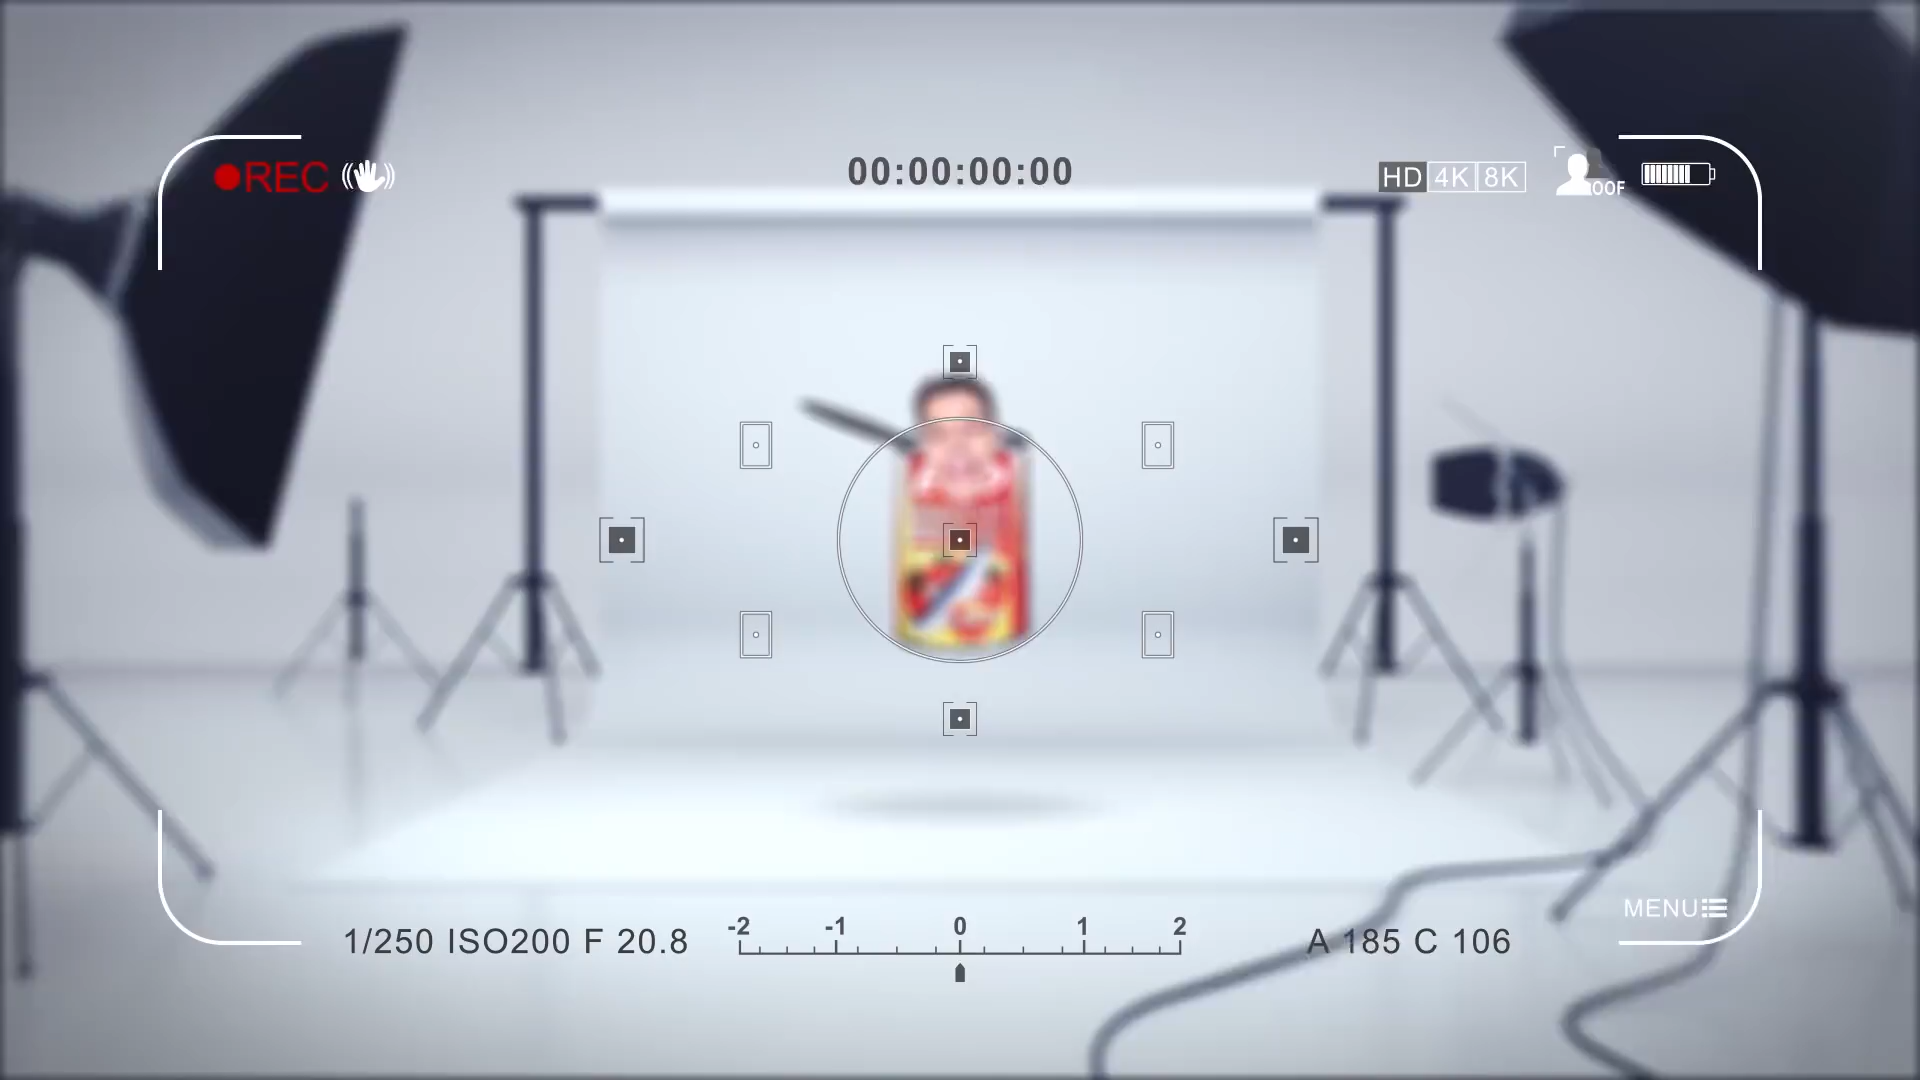 REC
00:00:00:00
HD 4K 8K
OOF
MENU
-2 -1 0 1 2
1/250 ISO200 F 20.8
A 185 C 106